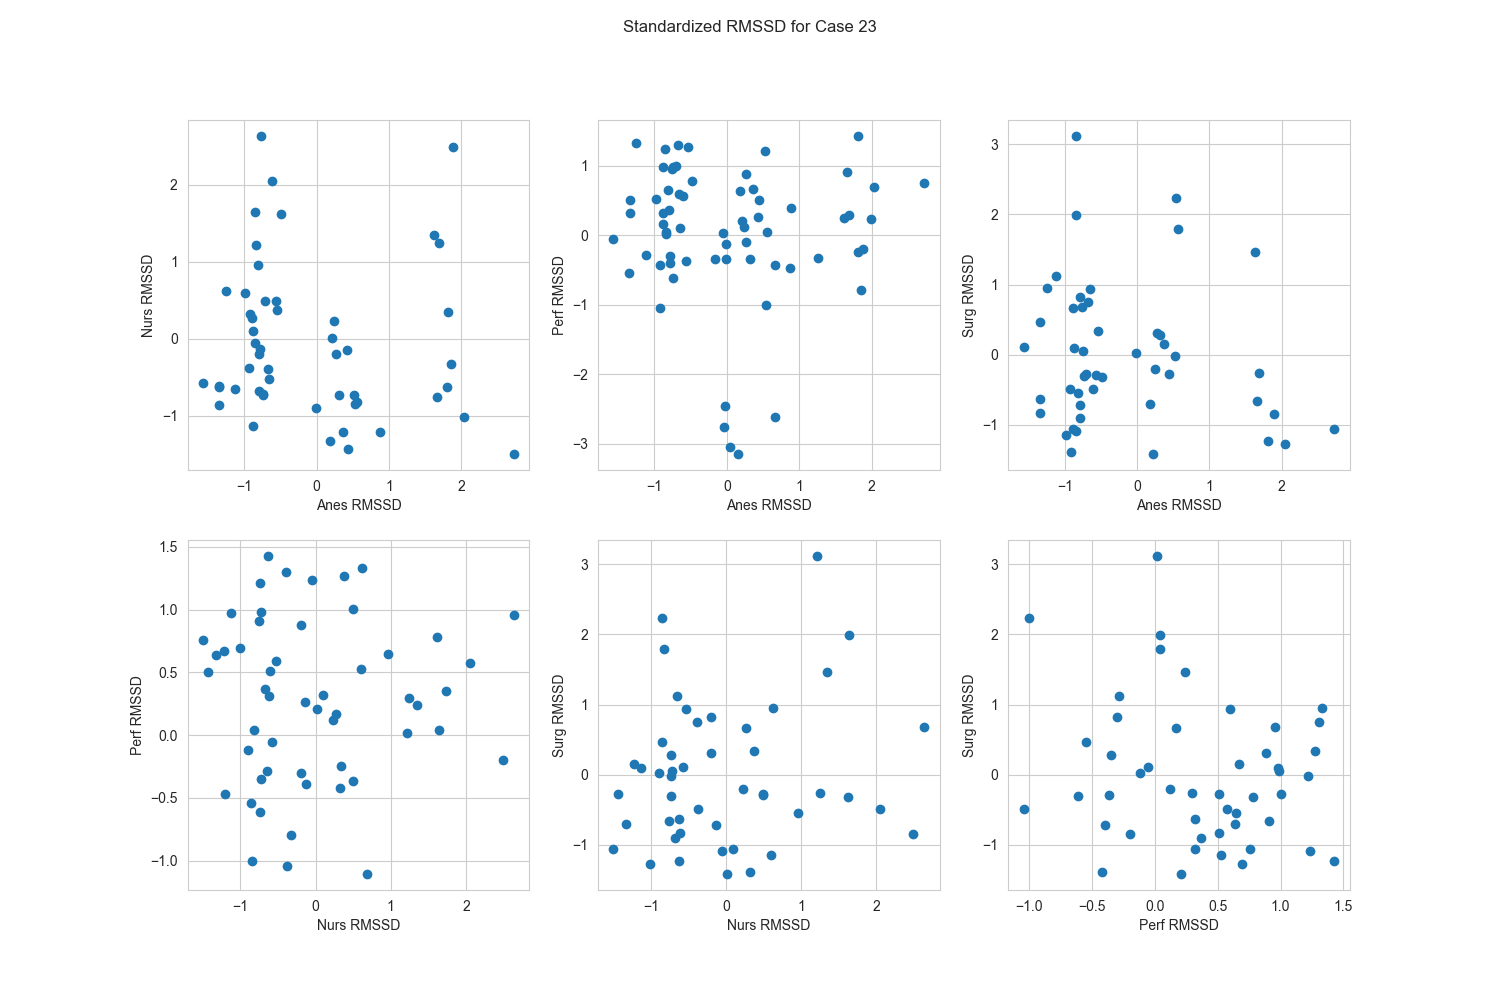 Standardized RMSSD for Case 23
2
1
0
−1
Nurs RMSSD
−1 0 1 2
Anes RMSSD
1
0
−1
−2
−3
Perf RMSSD
−1 0 1 2
Anes RMSSD
3
2
1
0
−1
Surg RMSSD
−1 0 1 2
Anes RMSSD
1.5
1.0
0.5
0.0
−0.5
−1.0
Perf RMSSD
−1 0 1 2
Nurs RMSSD
3
2
1
0
−1
Surg RMSSD
−1 0 1 2
Nurs RMSSD
3
2
1
0
−1
Surg RMSSD
−1.0 −0.5 0.0 0.5 1.0 1.5
Perf RMSSD